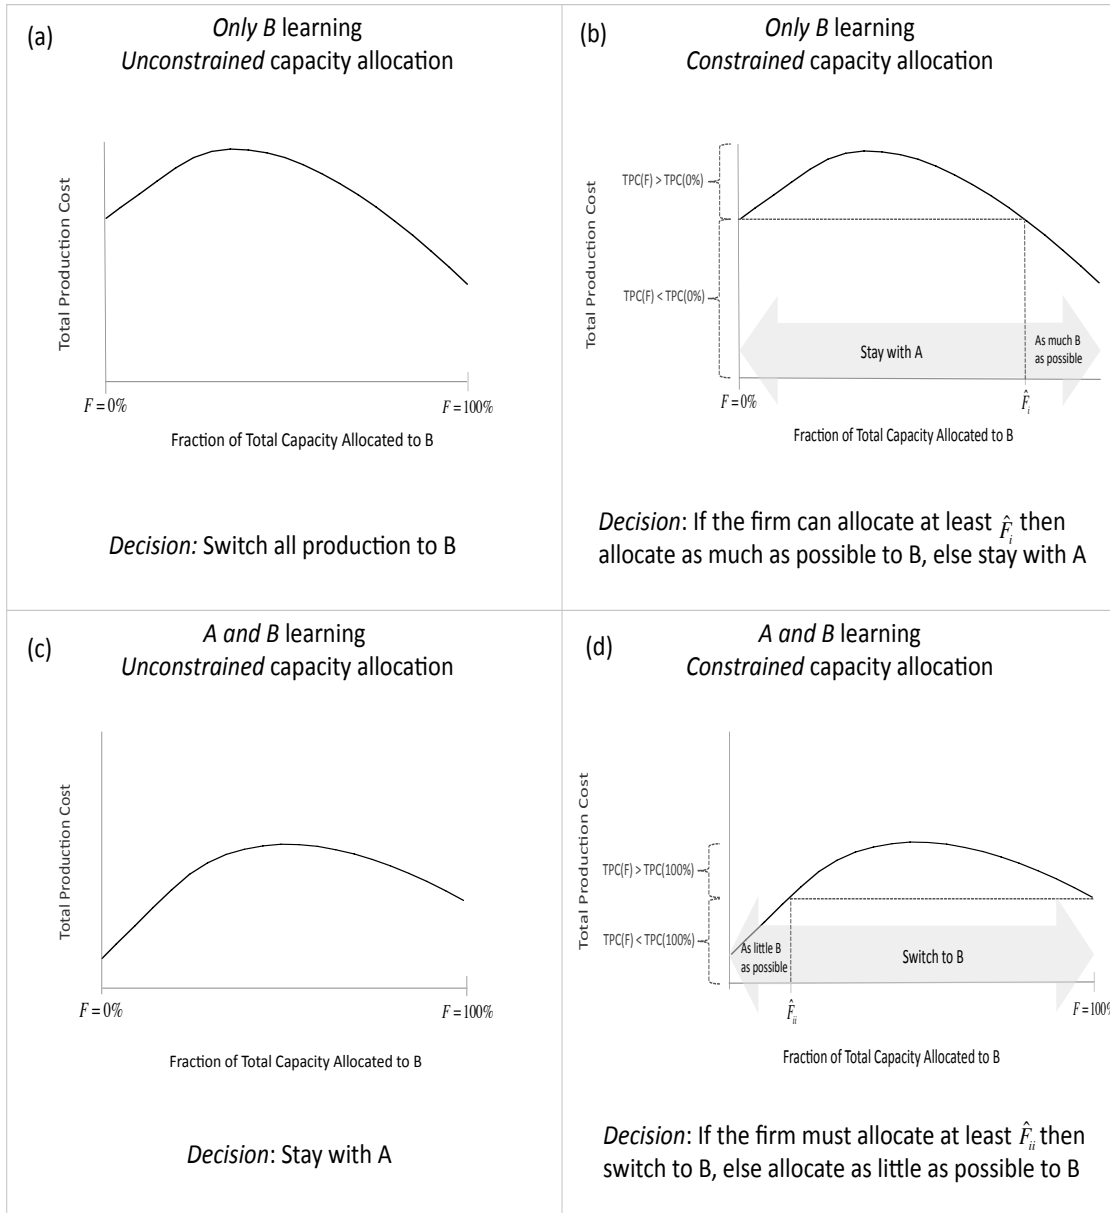 (a)
Only B learning
Unconstrained capacity allocation
Total Production Cost
F = 0%
F = 100%
Fraction of Total Capacity Allocated to B
Decision: Switch all production to B
(b)
Only B learning
Constrained capacity allocation
Total Production Cost
TPC(F) > TPC(0%)
TPC(F) < TPC(0%)
Stay with A
As much B
as possible
F = 0%
F̂i
Fraction of Total Capacity Allocated to B
Decision: If the firm can allocate at least F̂i then
allocate as much as possible to B, else stay with A
(c)
A and B learning
Unconstrained capacity allocation
Total Production Cost
F = 0%
F = 100%
Fraction of Total Capacity Allocated to B
Decision: Stay with A
(d)
A and B learning
Constrained capacity allocation
Total Production Cost
TPC(F) > TPC(100%)
TPC(F) < TPC(100%)
As little B
as possible
Switch to B
F̂ii
F = 100%
Fraction of Total Capacity Allocated to B
Decision: If the firm must allocate at least F̂ii then
switch to B, else allocate as little as possible to B